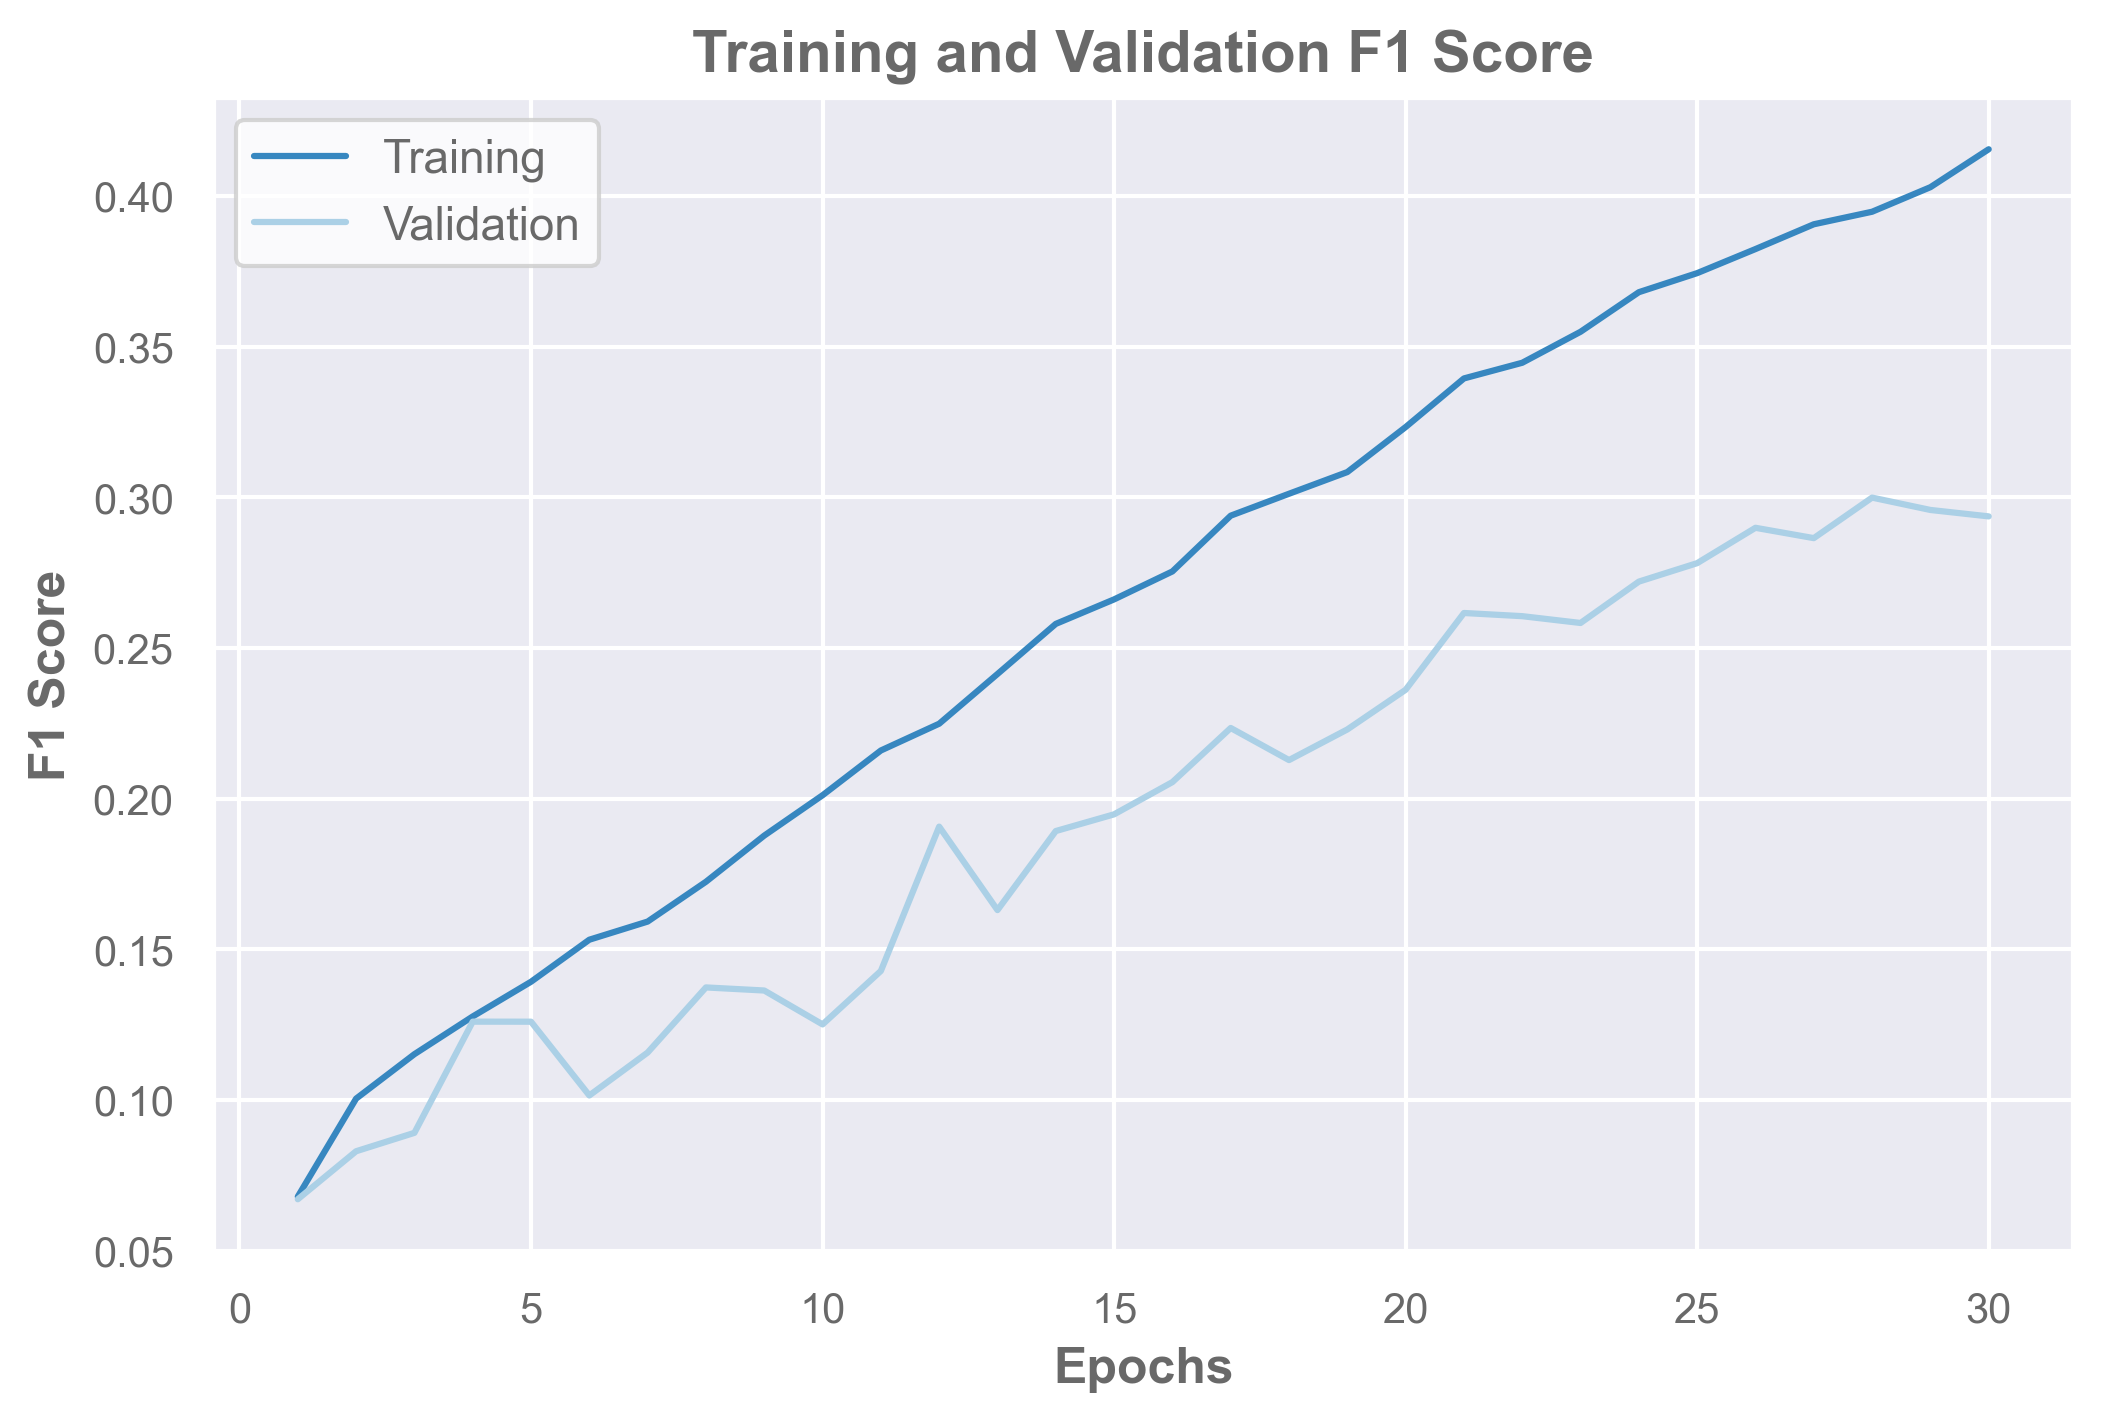 Training and Validation F1 Score
Training
Validation
F1 Score
0.40
0.35
0.30
0.25
0.20
0.15
0.10
0.05
0 5 10 15 20 25 30
Epochs